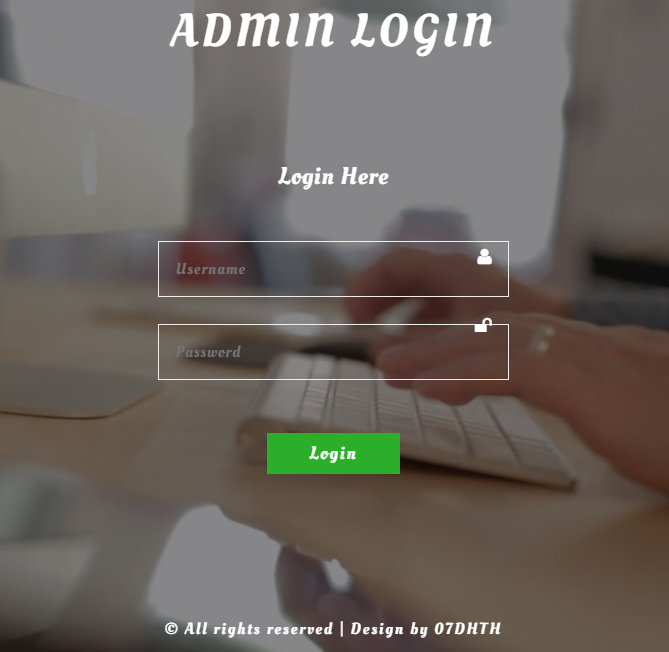 ADMIN LOGIN
Login Here
Username
Password
Login
© All rights reserved | Design by 07DHTH